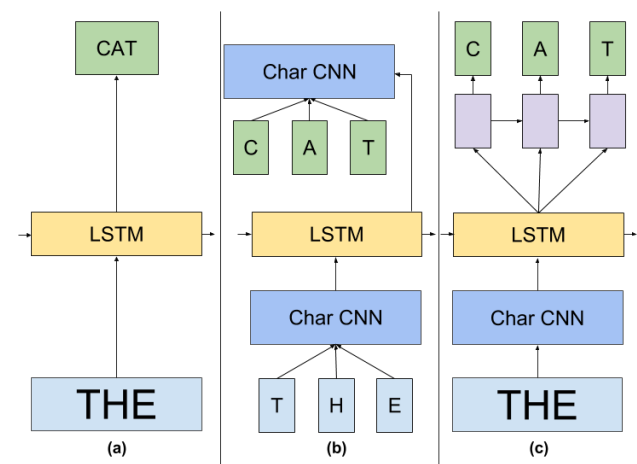 CAT
LSTM
THE
(a)
Char CNN
C A T
LSTM
Char CNN
T H E
(b)
C A T
LSTM
Char CNN
THE
(c)